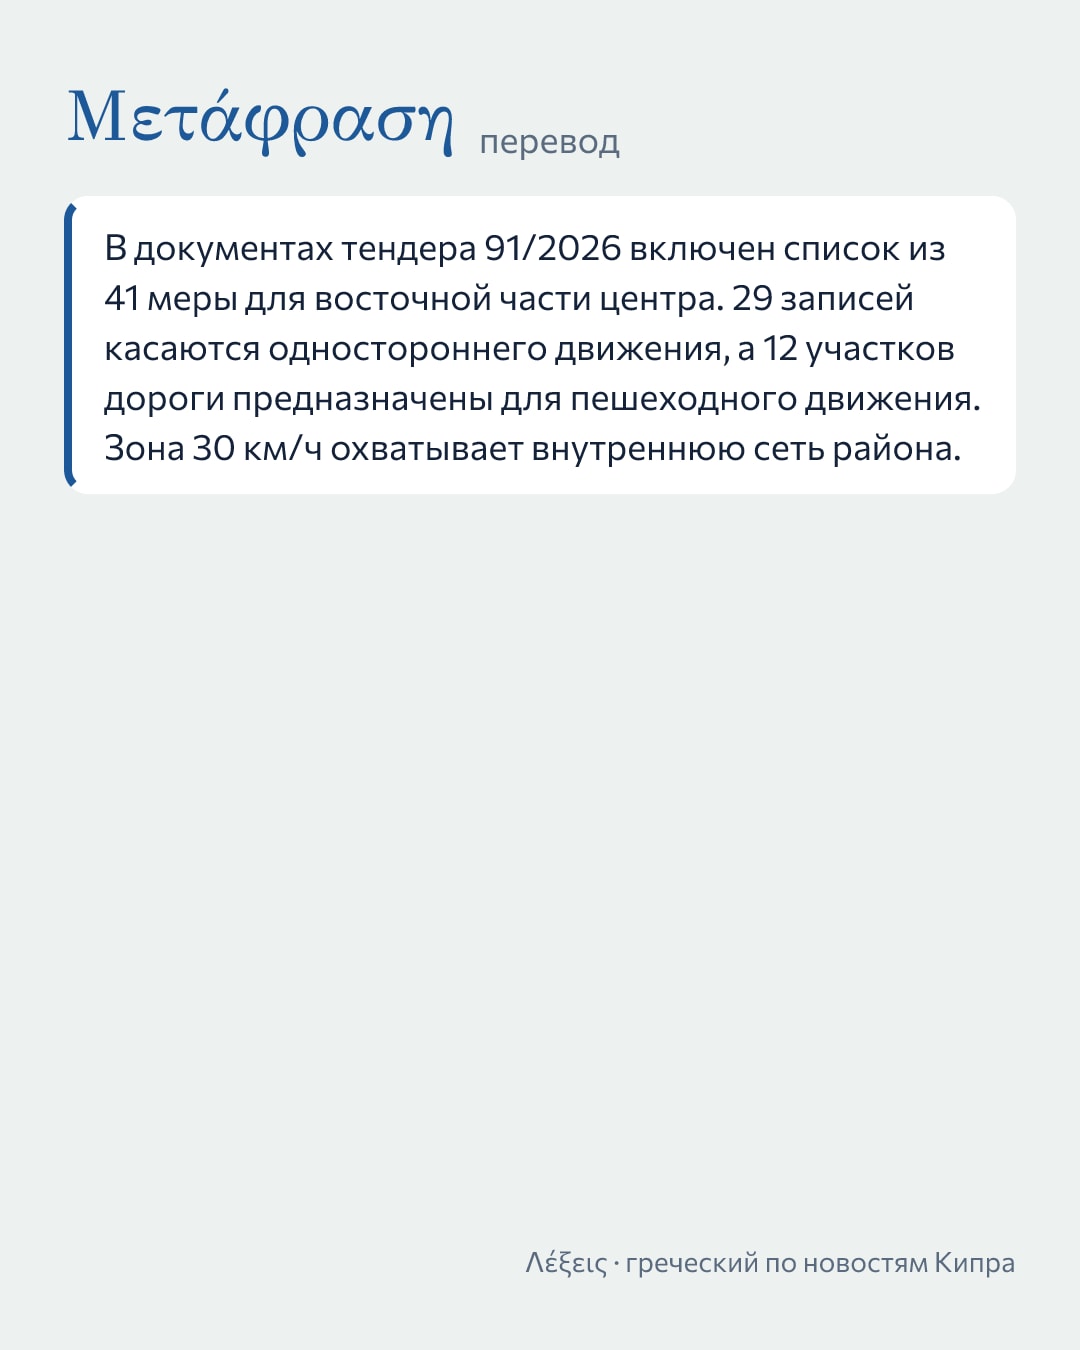 Μετάφραση перевод
В документах тендера 91/2026 включен список из
41 меры для восточной части центра. 29 записей
касаются одностороннего движения, а 12 участков
дороги предназначены для пешеходного движения.
Зона 30 км/ч охватывает внутреннюю сеть района.
Λέξεις · греческий по новостям Кипра